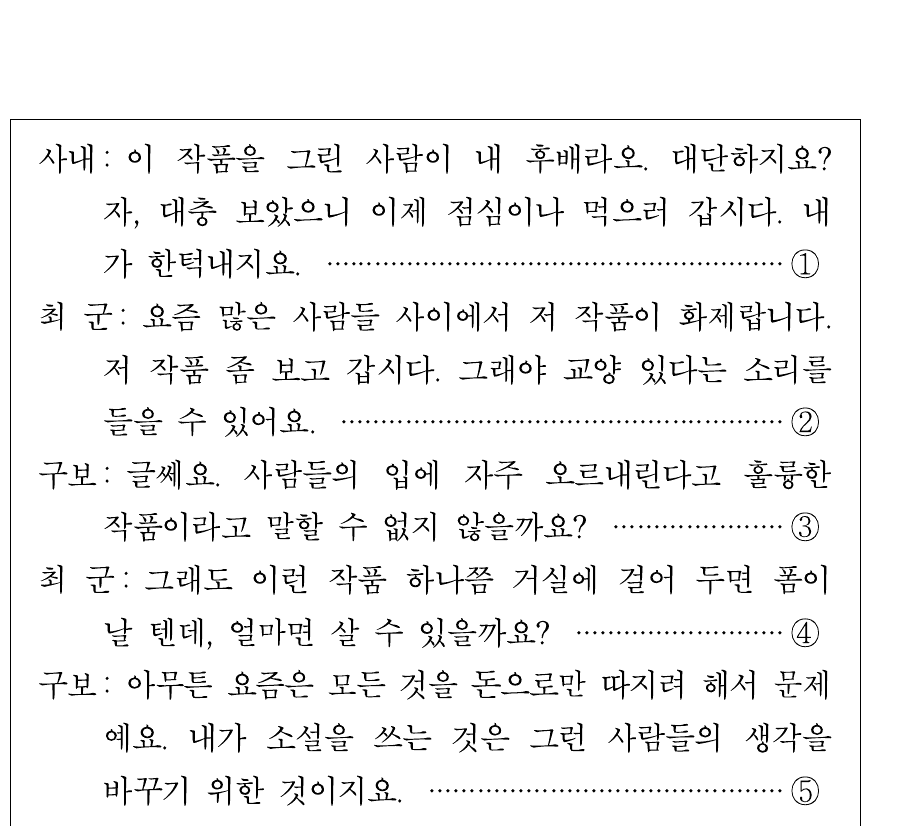 사내: 이 작품을 그린 사람이 내 후배라오. 대단하지요?
자, 대충 보았으니 이제 점심이나 먹으러 갑시다. 내
가 한턱내지요. ······················································· ①
최 군: 요즘 많은 사람들 사이에서 저 작품이 화제랍니다.
저 작품 좀 보고 갑시다. 그래야 교양 있다는 소리를
들을 수 있어요. ····················································· ②
구보: 글쎄요. 사람들의 입에 자주 오르내린다고 훌륭한
작품이라고 말할 수 없지 않을까요? ····················· ③
최 군: 그래도 이런 작품 하나쯤 거실에 걸어 두면 폼이
날 텐데, 얼마면 살 수 있을까요? ························· ④
구보: 아무튼 요즘은 모든 것을 돈으로만 따지려 해서 문제
예요. 내가 소설을 쓰는 것은 그런 사람들의 생각을
바꾸기 위한 것이지요. ··········································· ⑤